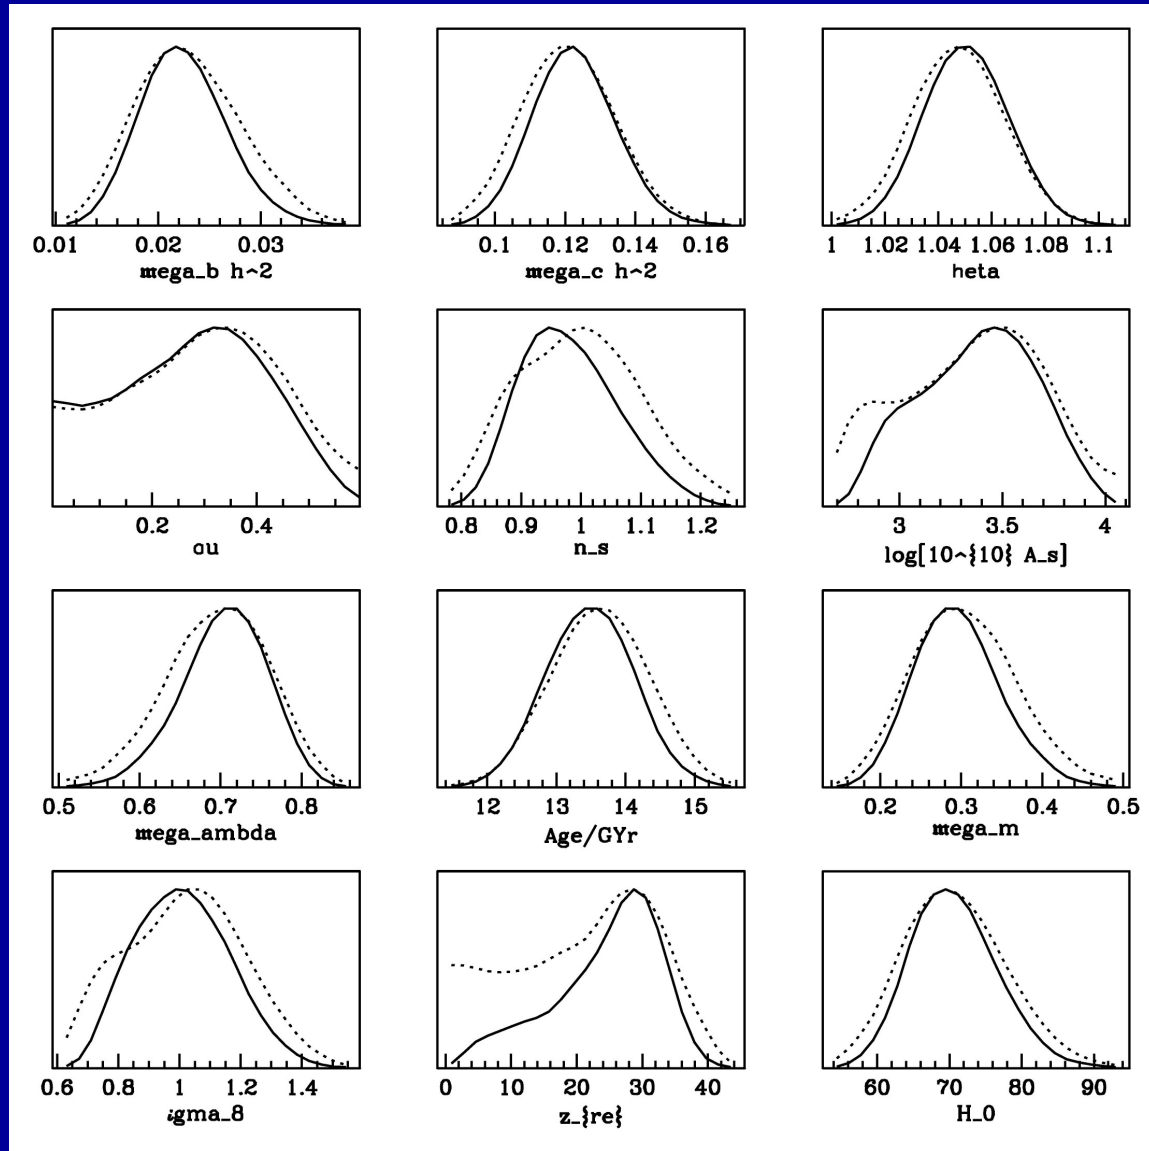 0.01 0.02 0.03
mega_b h^2
0.1 0.12 0.14 0.16
mega_c h^2
1 1.02 1.04 1.06 1.08 1.1
heta
0.2 0.4
au
0.8 0.9 1 1.1 1.2
n_s
3 3.5 4
log[10^{10} A_s]
0.5 0.6 0.7 0.8
mega_ambda
12 13 14 15
Age/GYr
0.2 0.3 0.4 0.5
mega_m
0.6 0.8 1 1.2 1.4
igma_8
0 10 20 30 40
z_{re}
60 70 80 90
H_0